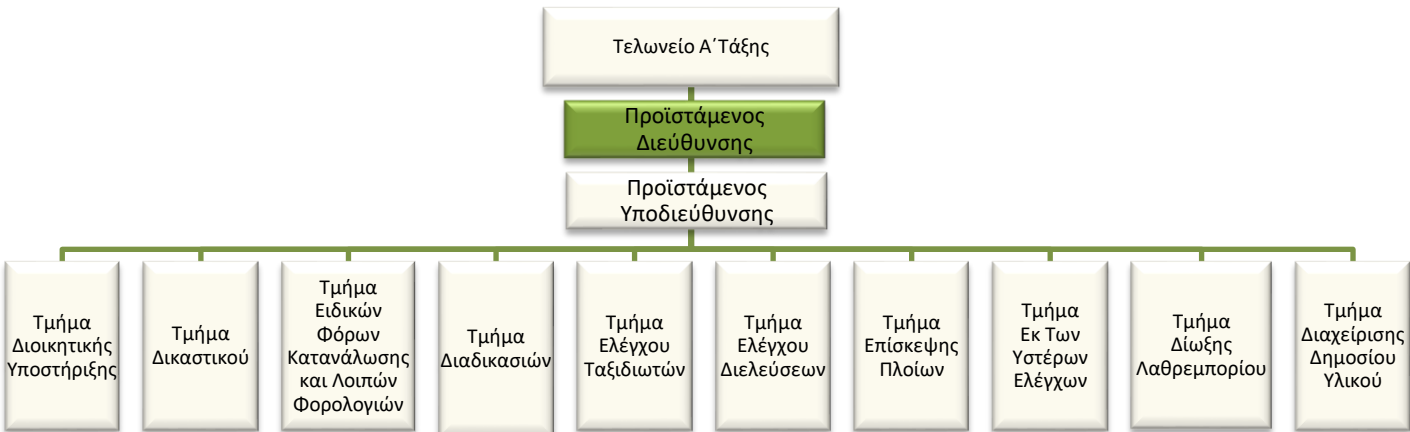 Τελωνείο Α΄Τάξης
Προϊστάμενος
Διεύθυνσης
Προϊστάμενος
Υποδιεύθυνσης
Τμήμα
Διοικητικής
Υποστήριξης
Τμήμα
Δικαστικού
Τμήμα
Ειδικών
Φόρων
Κατανάλωσης
και Λοιπών
Φορολογιών
Τμήμα
Διαδικασιών
Τμήμα
Ελέγχου
Ταξιδιωτών
Τμήμα
Ελέγχου
Διελεύσεων
Τμήμα
Επίσκεψης
Πλοίων
Τμήμα
Εκ Των
Υστέρων
Ελέγχων
Τμήμα
Δίωξης
Λαθρεμπορίου
Τμήμα
Διαχείρισης
Δημοσίου
Υλικού